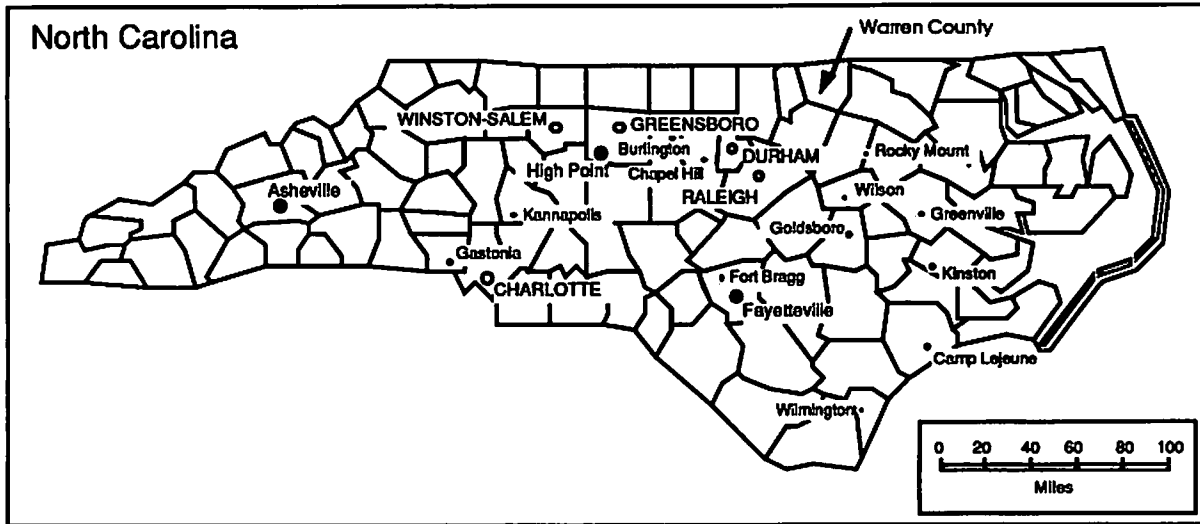 North Carolina
Warren County
WINSTON-SALEM
GREENSBORO
High Point
Burlington
Chapel Hill
DURHAM
RALEIGH
Rocky Mount
Asheville
Wilson
Kannapolis
Greenville
Goldsboro
Gastonia
CHARLOTTE
Fort Bragg
Kinston
Fayetteville
Camp Lejeune
Wilmington
0 20 40 60 80 100
Miles